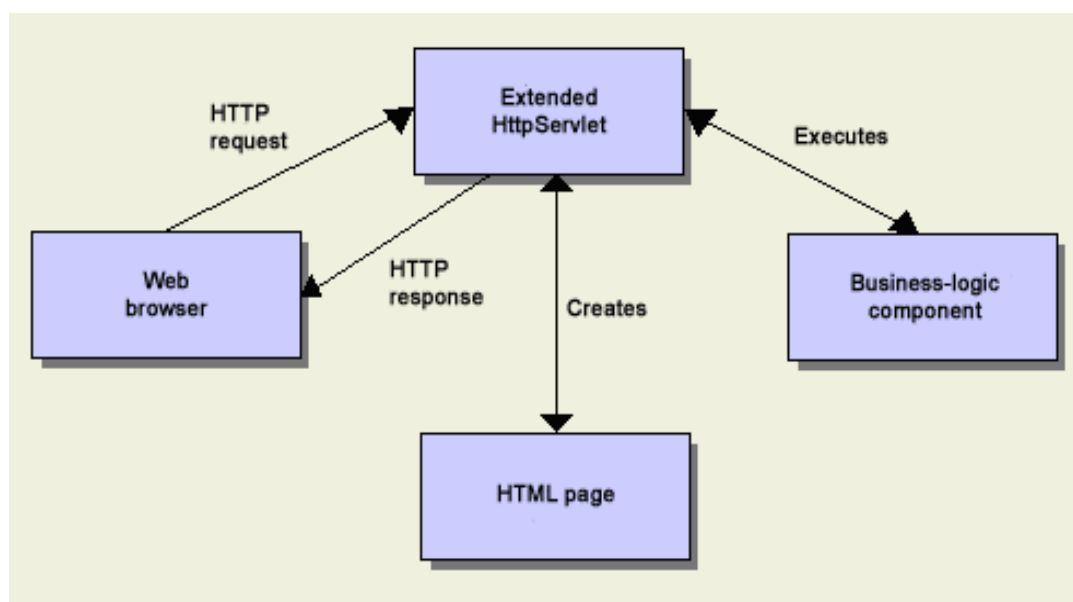 Extended
HttpServlet
HTTP
request
Executes
Web
browser
HTTP
response
Creates
Business-logic
component
HTML page